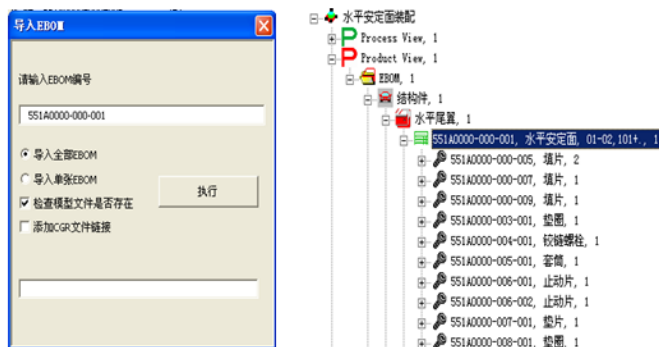 导入EBOM
请输入EBOM编号
551A0000-000-001
导入全部EBOM
导入单张EBOM
检查模型文件是否存在
添加CGR文件链接
执行
水平安定面装配
Process View, 1
Product View, 1
EBOM, 1
结构件, 1
水平尾翼, 1
551A0000-000-001, 水平安定面, 01-02,101+., 1
551A0000-000-005, 填片, 2
551A0000-000-007, 填片, 1
551A0000-000-009, 填片, 1
551A0000-003-001, 垫圈, 1
551A0000-004-001, 铰链螺栓, 1
551A0000-005-001, 套筒, 1
551A0000-006-001, 止动片, 1
551A0000-006-002, 止动片, 1
551A0000-007-001, 垫片, 1
551A0000-008-001, 垫圈, 1